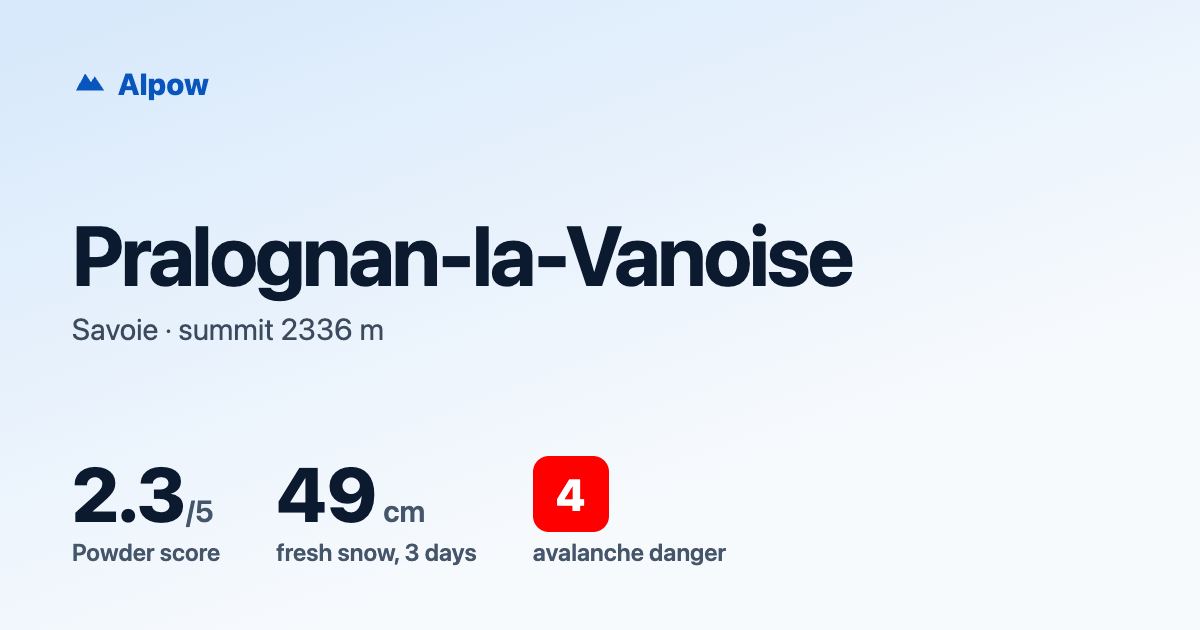 Alpow
Pralognan-la-Vanoise
Savoie · summit 2336 m
2.3/5
Powder score
49 cm
fresh snow, 3 days
4
avalanche danger